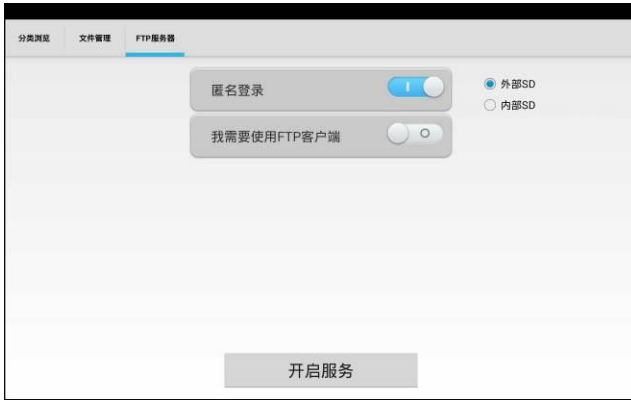 分类浏览 文件管理 FTP服务器
匿名登录
外部SD
内部SD
我需要使用FTP客户端
开启服务